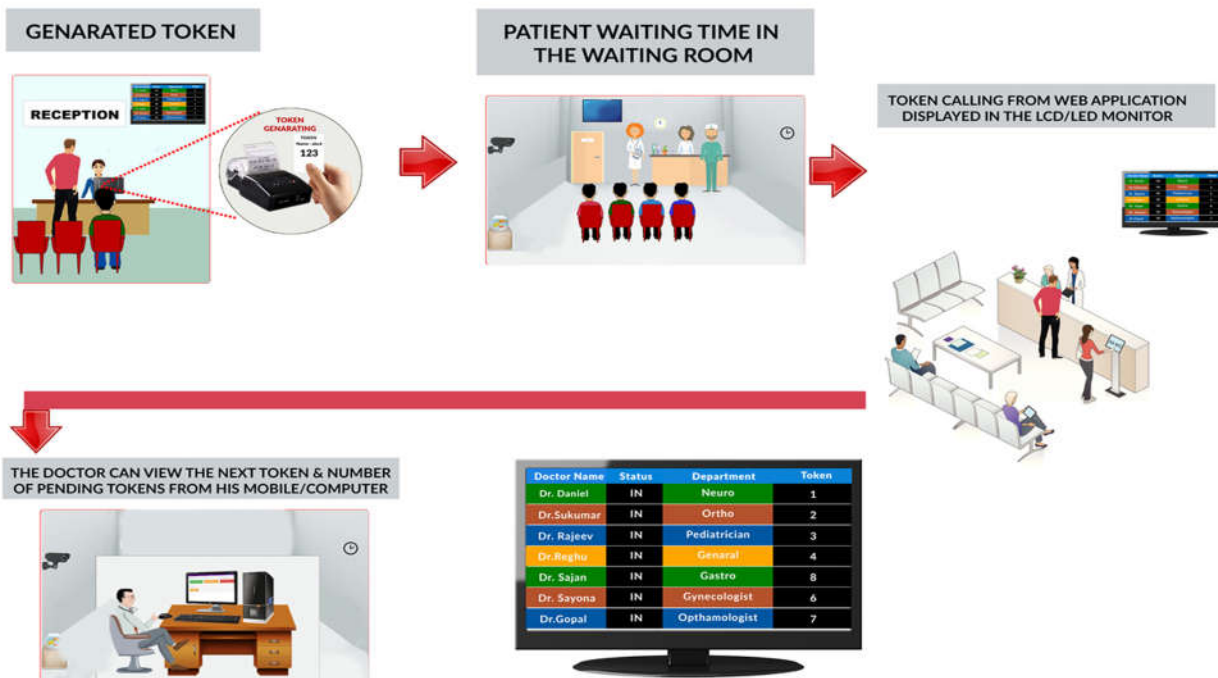 GENARATED TOKEN
RECEPTION
TOKEN
GENARATING
TOKEN
123
PATIENT WAITING TIME IN
THE WAITING ROOM
TOKEN CALLING FROM WEB APPLICATION
DISPLAYED IN THE LCD/LED MONITOR
THE DOCTOR CAN VIEW THE NEXT TOKEN & NUMBER
OF PENDING TOKENS FROM HIS MOBILE/COMPUTER
Doctor Name Status Department Token
Dr. Daniel IN Neuro 1
Dr.Sukumar IN Ortho 2
Dr. Rajeev IN Pediatrician 3
Dr.Reghu IN Genaral 4
Dr. Sajan IN Gastro 8
Dr. Sayona IN Gynecologist 6
Dr.Gopal IN Opthamologist 7